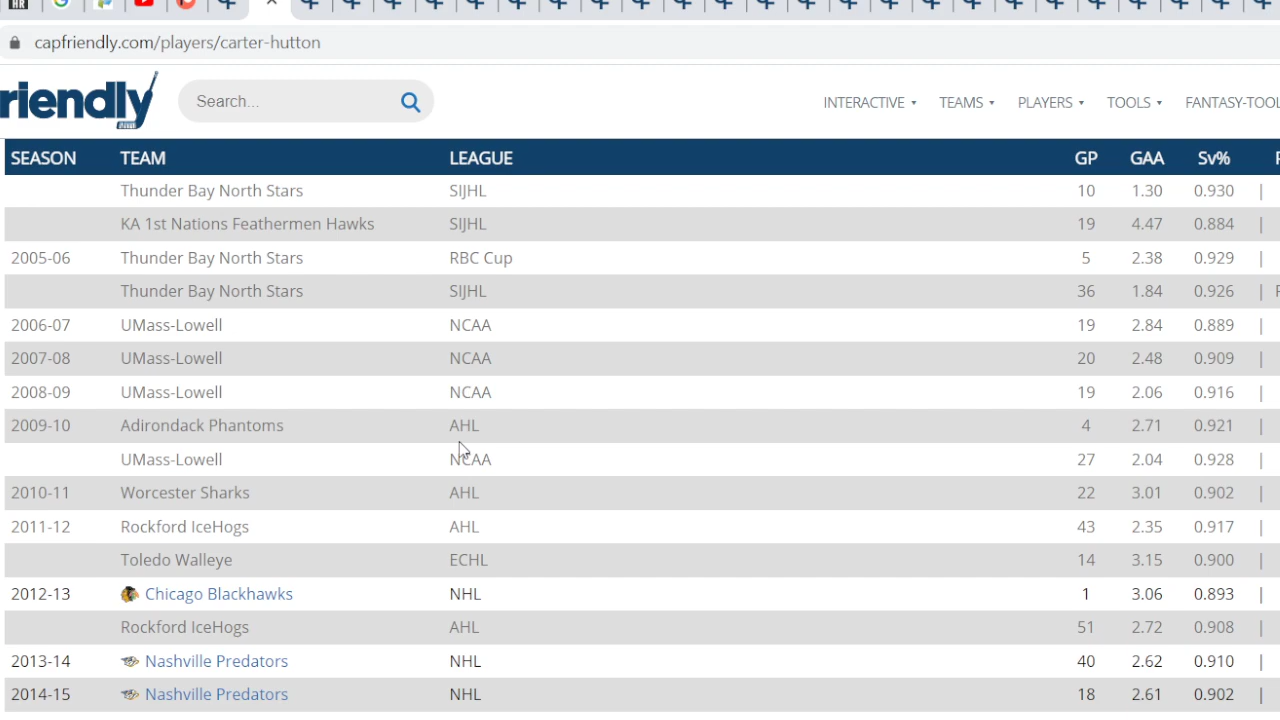 HR
capfriendly.com/players/carter-hutton
riendly Search... INTERACTIVE TEAMS PLAYERS TOOLS FANTASY-TOOL
SEASON TEAM LEAGUE GP GAA Sv%
Thunder Bay North Stars SIJHL 10 1.30 0.930 |
KA 1st Nations Feathermen Hawks SIJHL 19 4.47 0.884 |
2005-06 Thunder Bay North Stars RBC Cup 5 2.38 0.929 |
Thunder Bay North Stars SIJHL 36 1.84 0.926 |
2006-07 UMass-Lowell NCAA 19 2.84 0.889 |
2007-08 UMass-Lowell NCAA 20 2.48 0.909 |
2008-09 UMass-Lowell NCAA 19 2.06 0.916 |
2009-10 Adirondack Phantoms AHL 4 2.71 0.921 |
UMass-Lowell NCAA 27 2.04 0.928 |
2010-11 Worcester Sharks AHL 22 3.01 0.902 |
2011-12 Rockford IceHogs AHL 43 2.35 0.917 |
Toledo Walleye ECHL 14 3.15 0.900 |
2012-13 Chicago Blackhawks NHL 1 3.06 0.893 |
Rockford IceHogs AHL 51 2.72 0.908 |
2013-14 Nashville Predators NHL 40 2.62 0.910 |
2014-15 Nashville Predators NHL 18 2.61 0.902 |